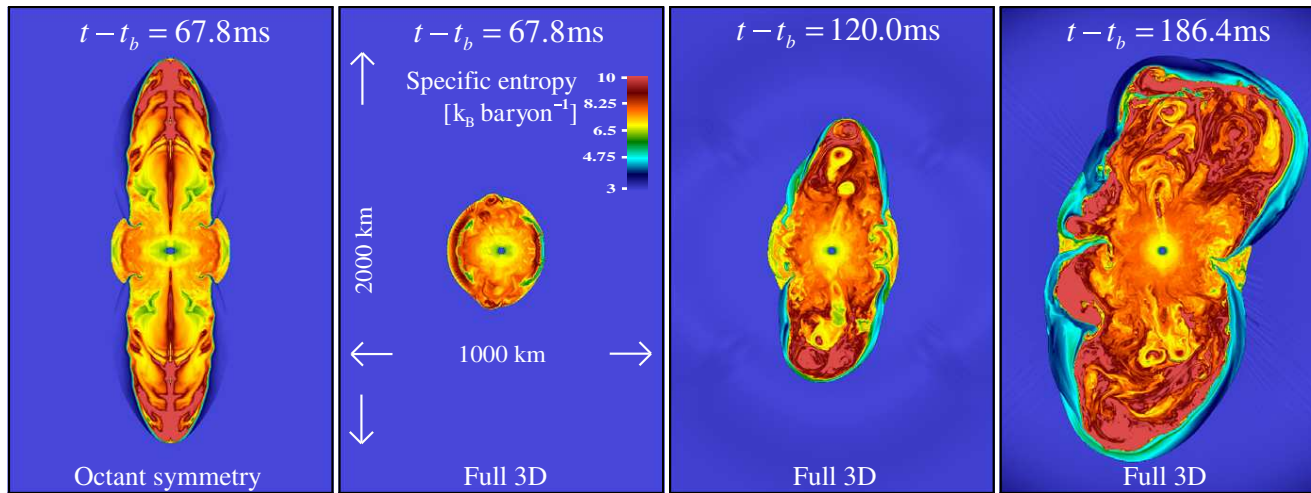 t − t_b = 67.8ms
Octant symmetry
t − t_b = 67.8ms
Specific entropy
[k_B baryon⁻¹]
10
8.25
6.5
4.75
3
2000 km
1000 km
Full 3D
t − t_b = 120.0ms
Full 3D
t − t_b = 186.4ms
Full 3D